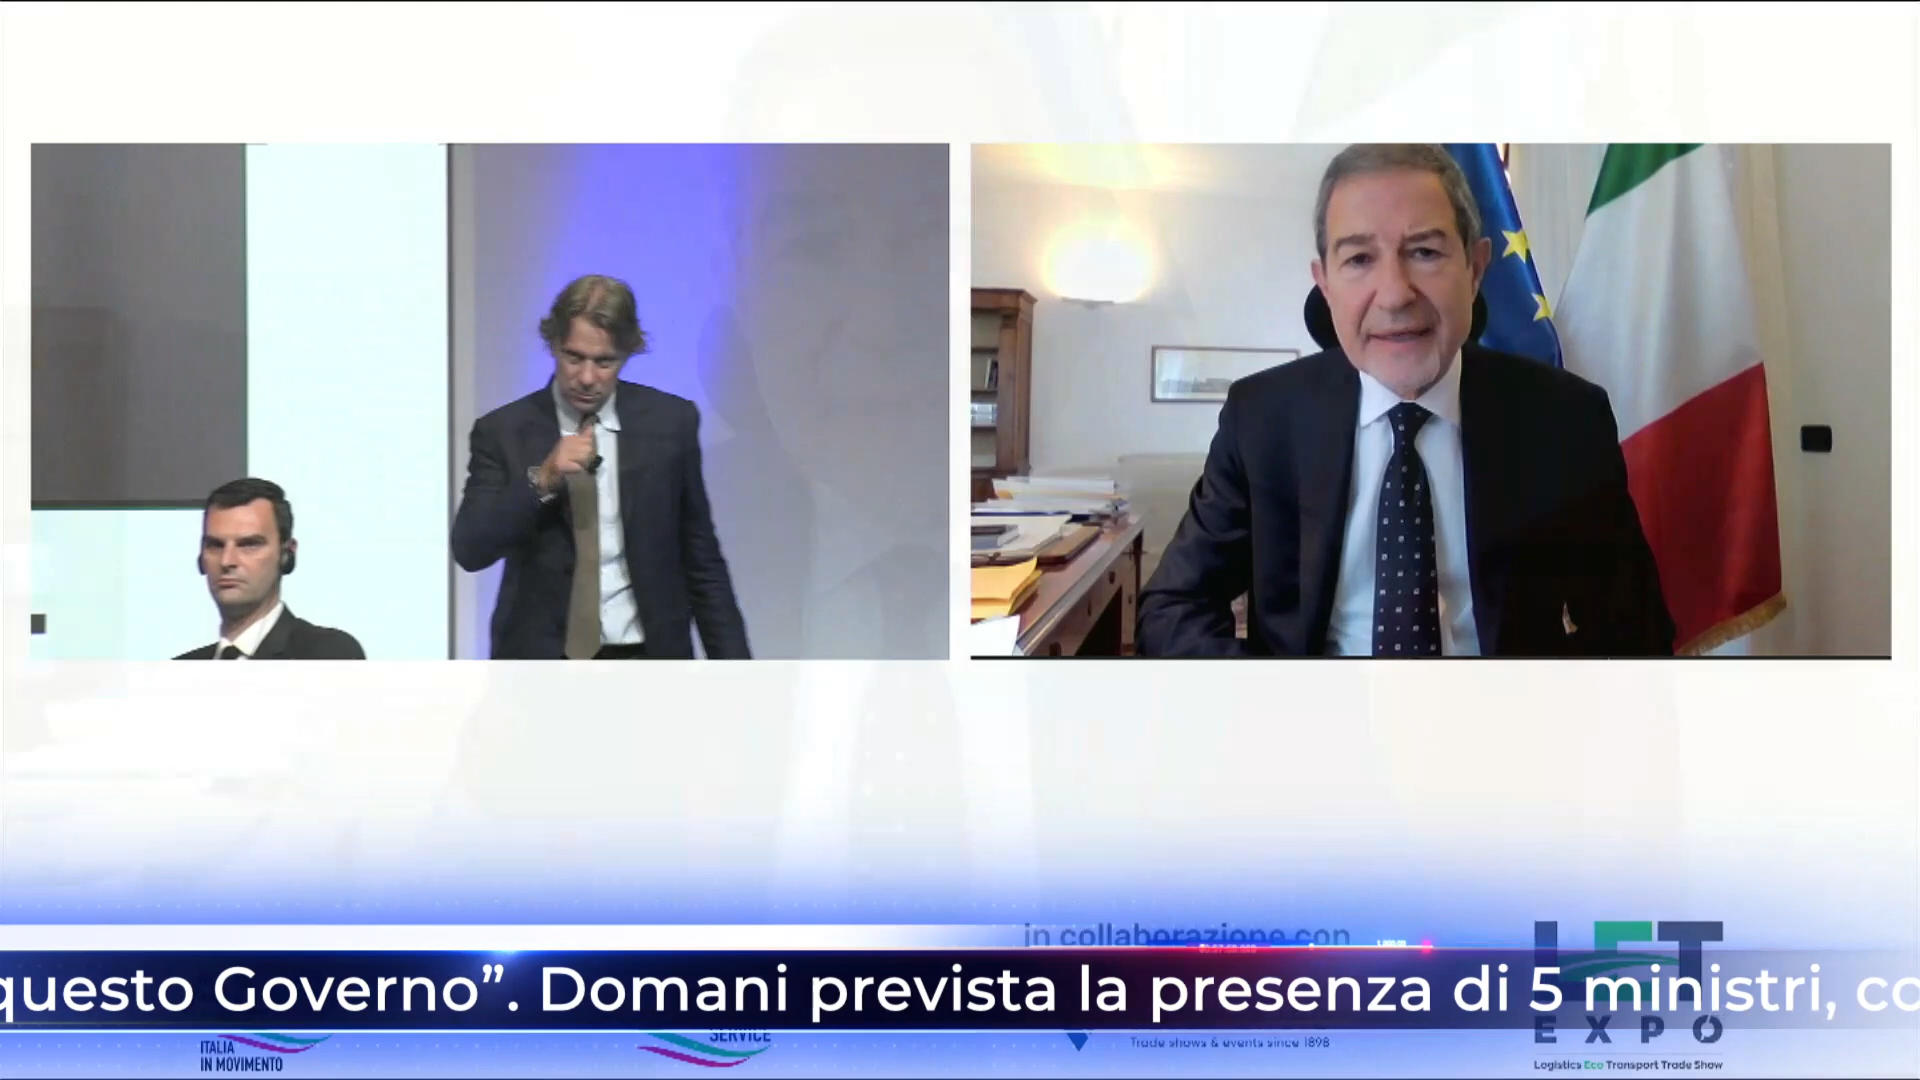 in collaborazione con
questo Governo”. Domani prevista la presenza di 5 ministri, co
LET
EXPO
ITALIA
IN MOVIMENTO
SERVICE
Trade shows & events since 1898
Logistics Eco Transport Trade Show